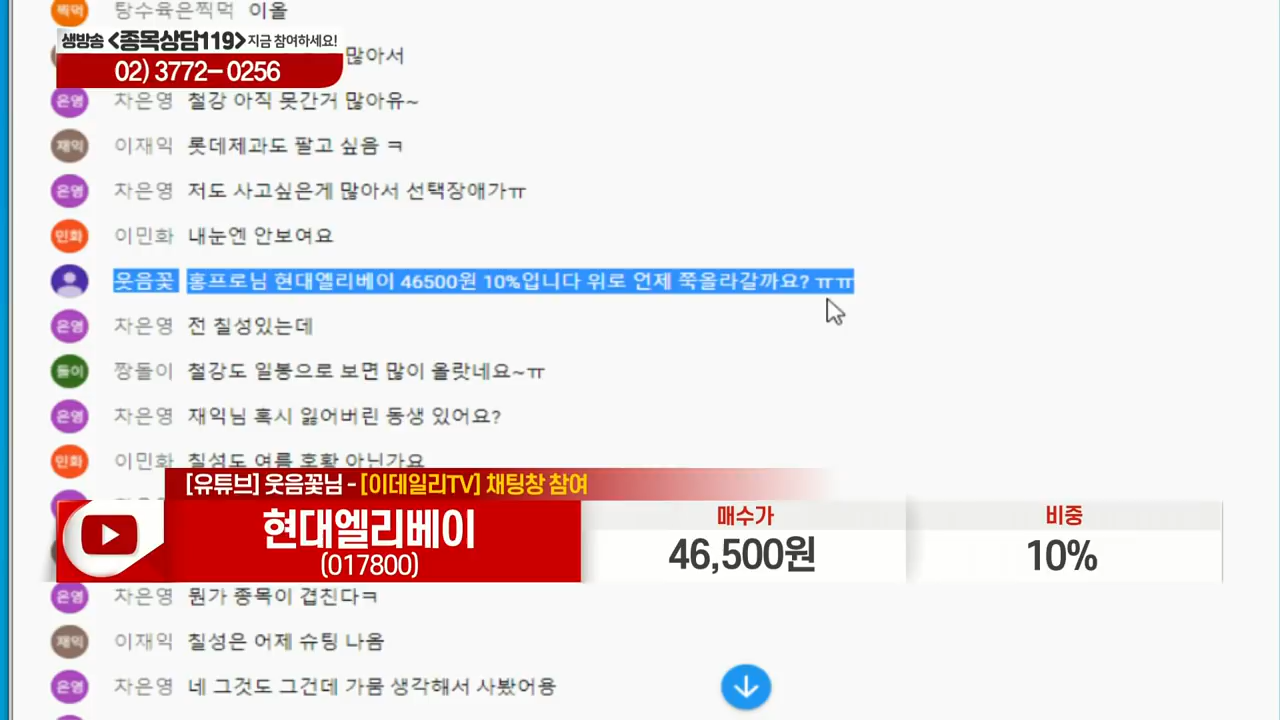 찍먹 탕수육은찍먹 이올
생방송 <종목상담119> 지금 참여하세요!
많아서
02) 3772-0256
은영 차은영 철강 아직 못간거 많아유~
재익 이재익 롯데제과도 팔고 싶음 ㅋ
은영 차은영 저도 사고싶은게 많아서 선택장애가ㅠ
민화 이민화 내눈엔 안보여요
웃음꽃 홍프로님 현대엘리베이 46500원 10%입니다 위로 언제 쭉올라갈까요? ㅠㅠ
은영 차은영 전 칠성있는데
돌이 짱돌이 철강도 일봉으로 보면 많이 올랏네요~ㅠ
은영 차은영 재익님 혹시 잃어버린 동생 있어요?
민화 이민화 칠성도 여름 호황 아닌가요
[유튜브] 웃음꽃님 - [이데일리TV] 채팅창 참여
현대엘리베이
(017800)
매수가
46,500원
비중
10%
은영 차은영 뭔가 종목이 겹친다ㅋ
재익 이재익 칠성은 어제 슈팅 나옴
은영 차은영 네 그것도 그건데 가뭄 생각해서 사봤어용